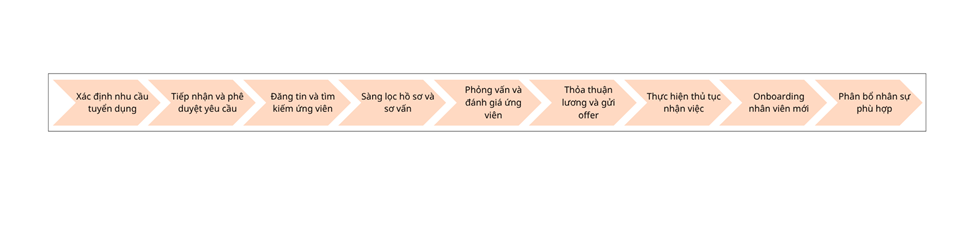 Xác định nhu cầu
tuyển dụng
Tiếp nhận và phê
duyệt yêu cầu
Đăng tin và tìm
kiếm ứng viên
Sàng lọc hồ sơ và
sơ vấn
Phỏng vấn và
đánh giá ứng
viên
Thỏa thuận
lương và gửi
offer
Thực hiện thủ tục
nhận việc
Onboarding
nhân viên mới
Phân bổ nhân sự
phù hợp